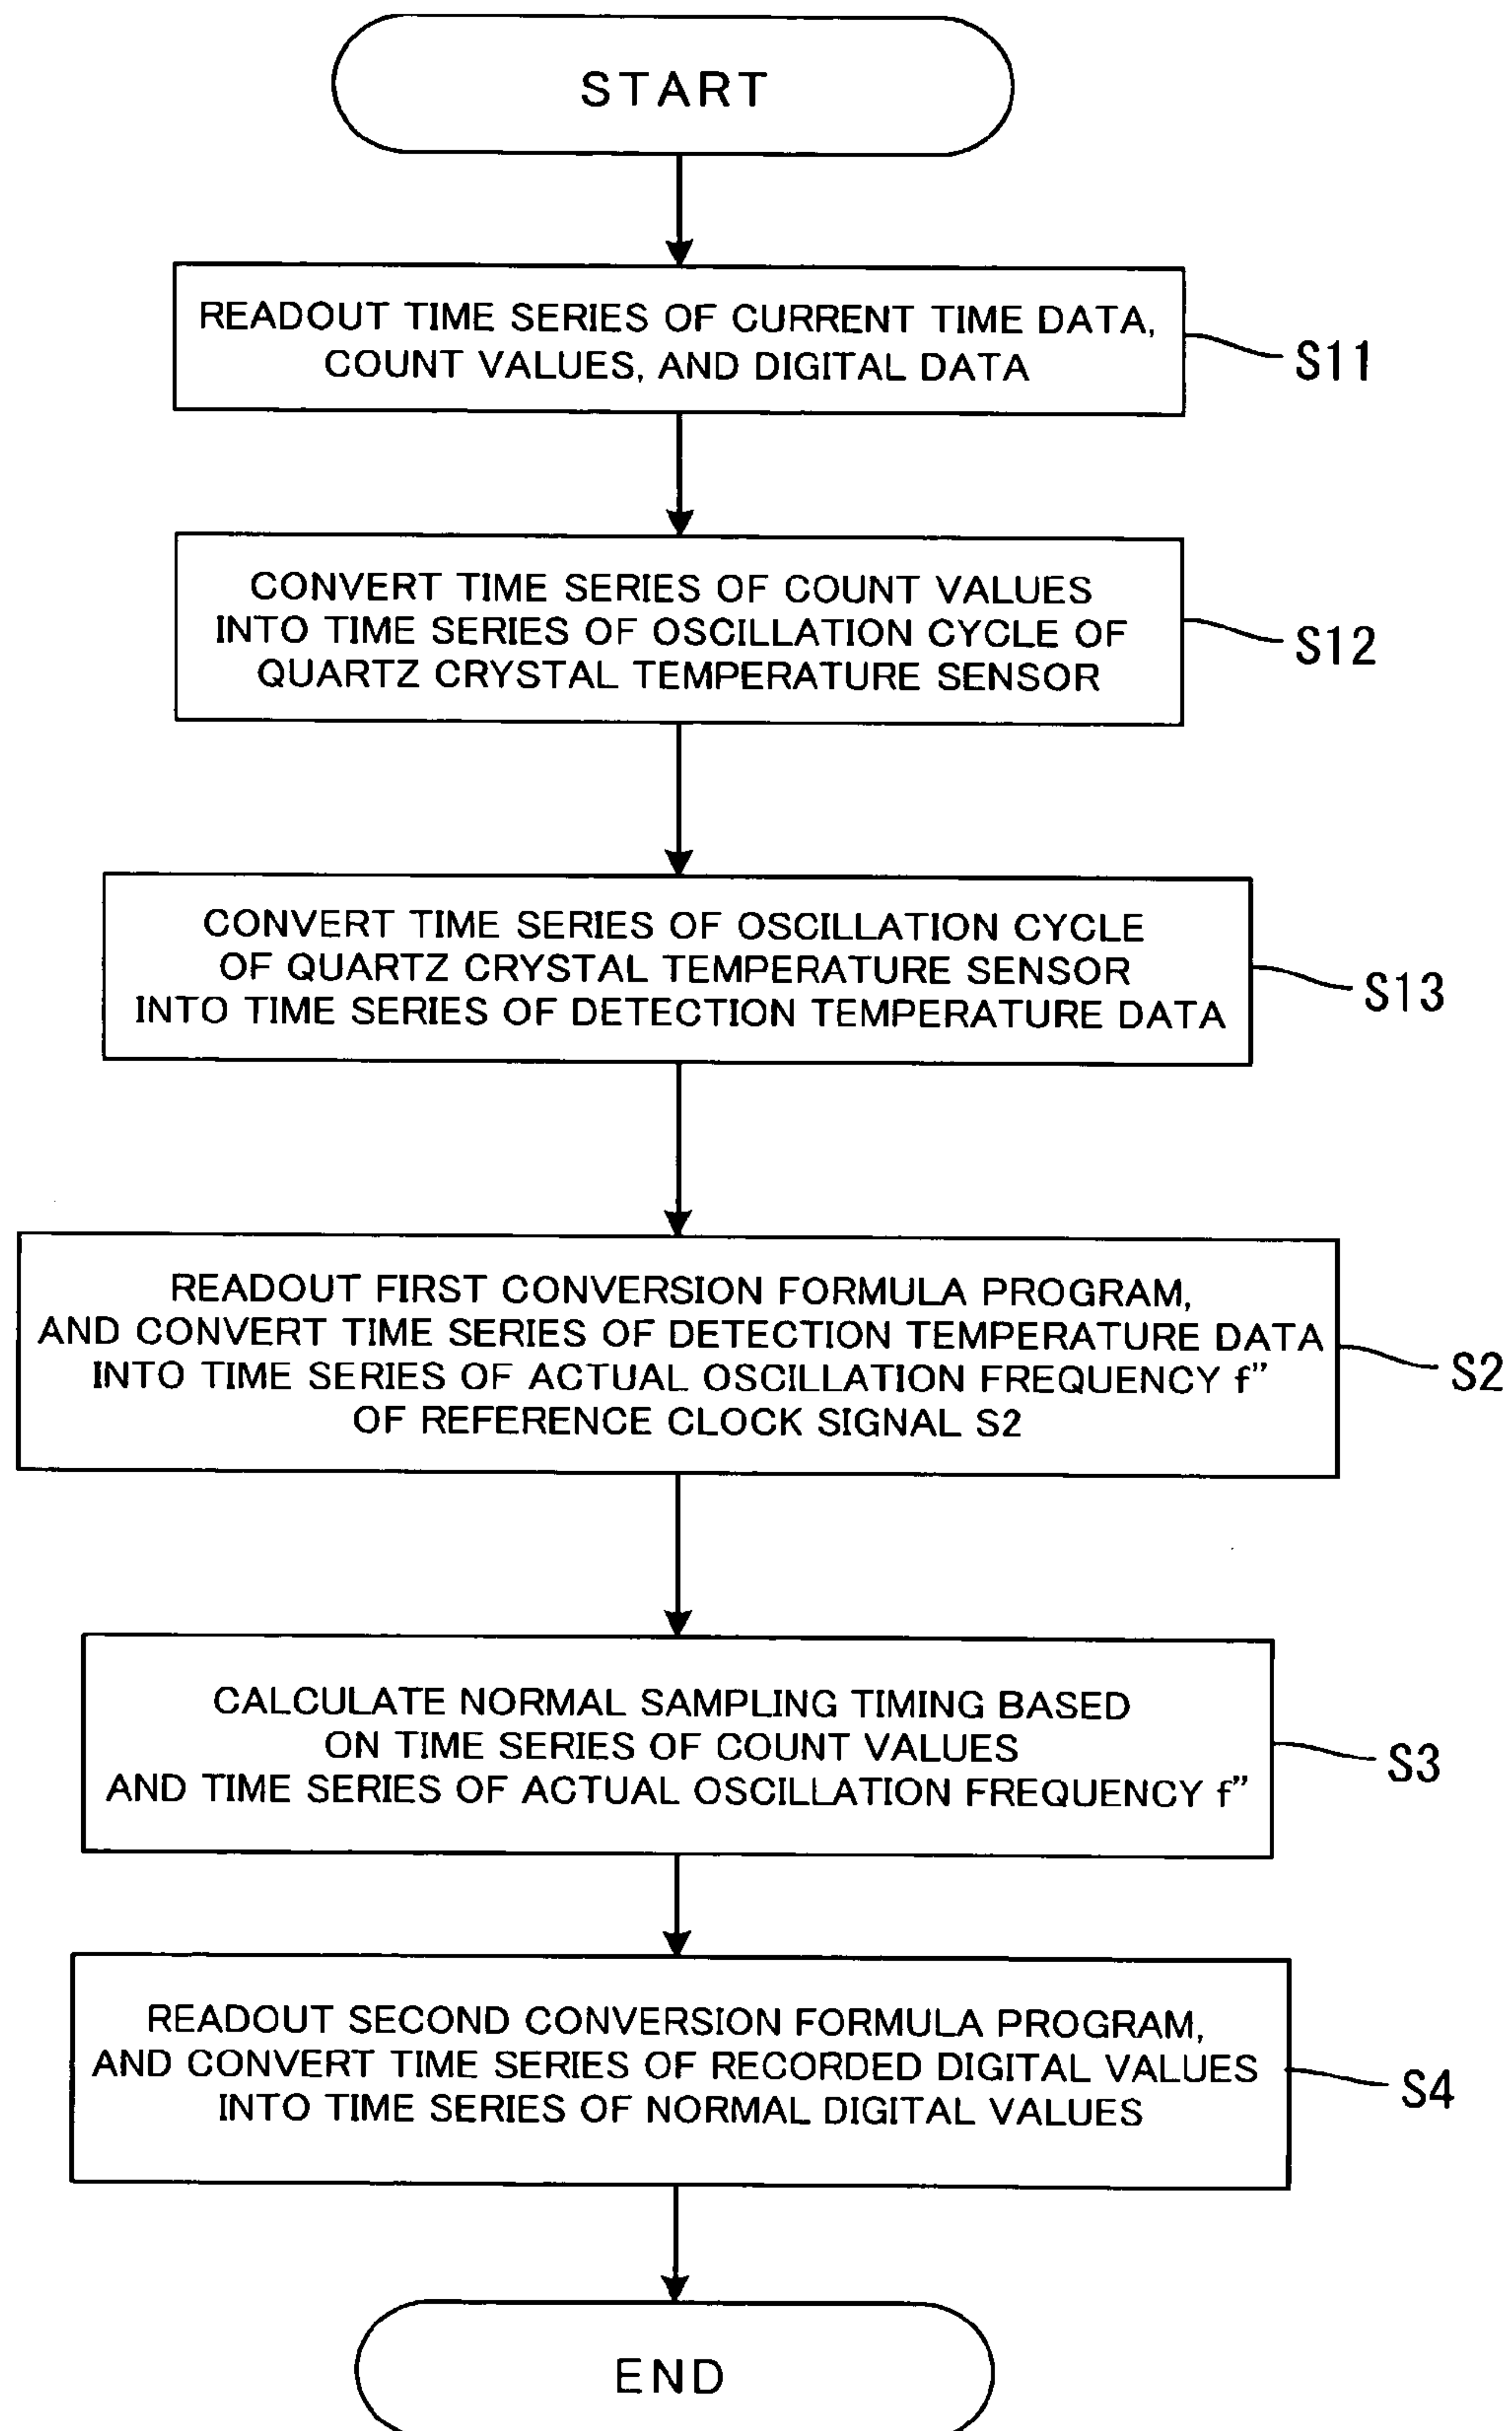 START
READOUT TIME SERIES OF CURRENT TIME DATA,
COUNT VALUES, AND DIGITAL DATA
S11
CONVERT TIME SERIES OF COUNT VALUES
INTO TIME SERIES OF OSCILLATION CYCLE OF
QUARTZ CRYSTAL TEMPERATURE SENSOR
S12
CONVERT TIME SERIES OF OSCILLATION CYCLE
OF QUARTZ CRYSTAL TEMPERATURE SENSOR
INTO TIME SERIES OF DETECTION TEMPERATURE DATA
S13
READOUT FIRST CONVERSION FORMULA PROGRAM,
AND CONVERT TIME SERIES OF DETECTION TEMPERATURE DATA
INTO TIME SERIES OF ACTUAL OSCILLATION FREQUENCY f”
OF REFERENCE CLOCK SIGNAL S2
S2
CALCULATE NORMAL SAMPLING TIMING BASED
ON TIME SERIES OF COUNT VALUES
AND TIME SERIES OF ACTUAL OSCILLATION FREQUENCY f”
S3
READOUT SECOND CONVERSION FORMULA PROGRAM,
AND CONVERT TIME SERIES OF RECORDED DIGITAL VALUES
INTO TIME SERIES OF NORMAL DIGITAL VALUES
S4
END